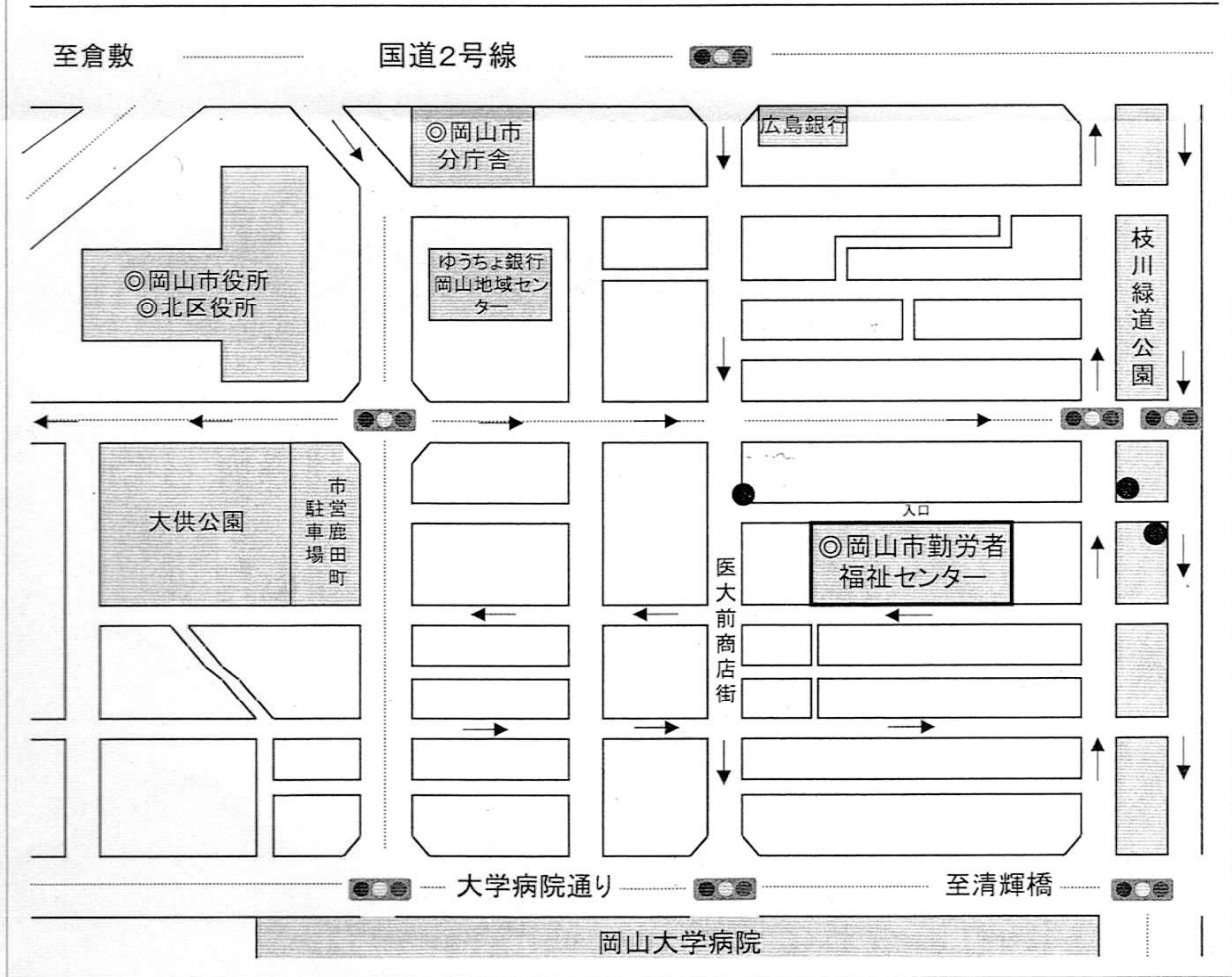 至倉敷
国道2号線
◎岡山市
分庁舎
広島銀行
◎岡山市役所
◎北区役所
ゆうちょ銀行
岡山地域セン
ター
枝川緑道公園
大供公園
市営鹿田町
駐車場
入口
◎岡山市勤労者
福祉センター
医大前商店街
大学病院通り
至清輝橋
岡山大学病院